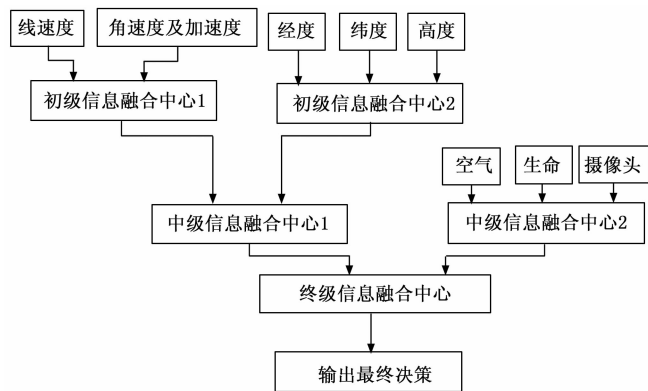 线速度
角速度及加速度
经度
纬度
高度
初级信息融合中心1
初级信息融合中心2
空气
生命
摄像头
中级信息融合中心1
中级信息融合中心2
终级信息融合中心
输出最终决策